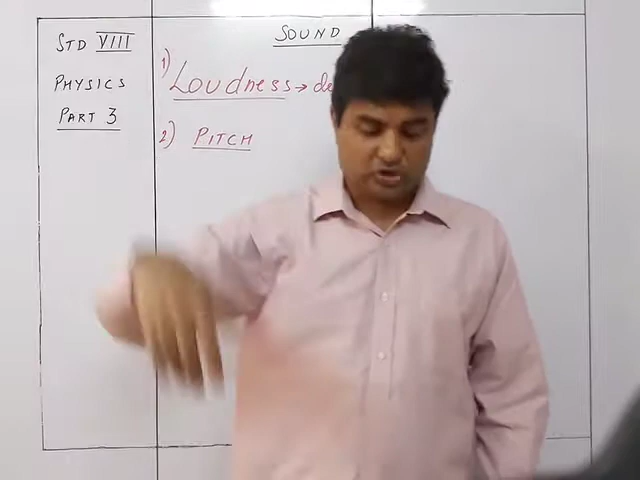 STD VIII
PHYSICS
PART 3
SOUND
1) Loudness →
2) PITCH